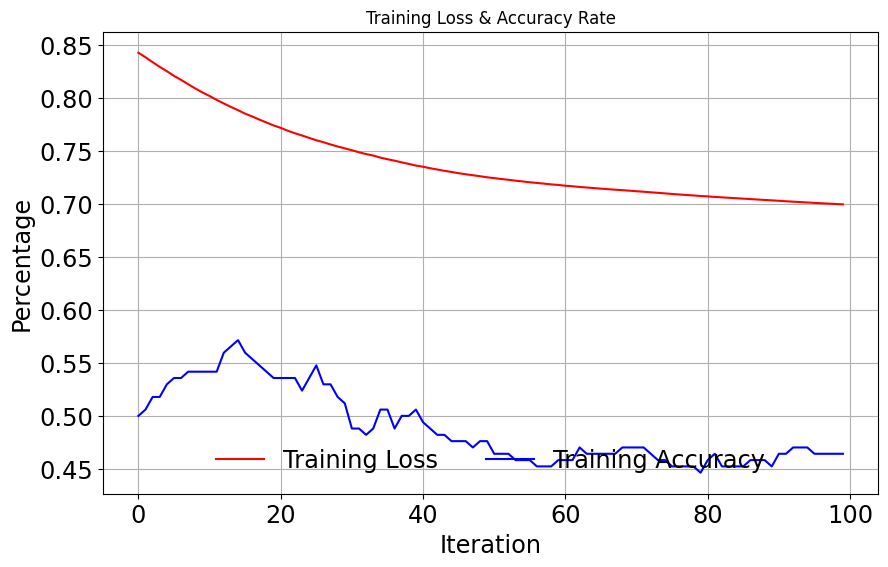 Training Loss & Accuracy Rate
0.85
0.80
0.75
0.70
0.65
0.60
0.55
0.50
0.45
Percentage
Training Loss Training Accuracy
0 20 40 60 80 100
Iteration